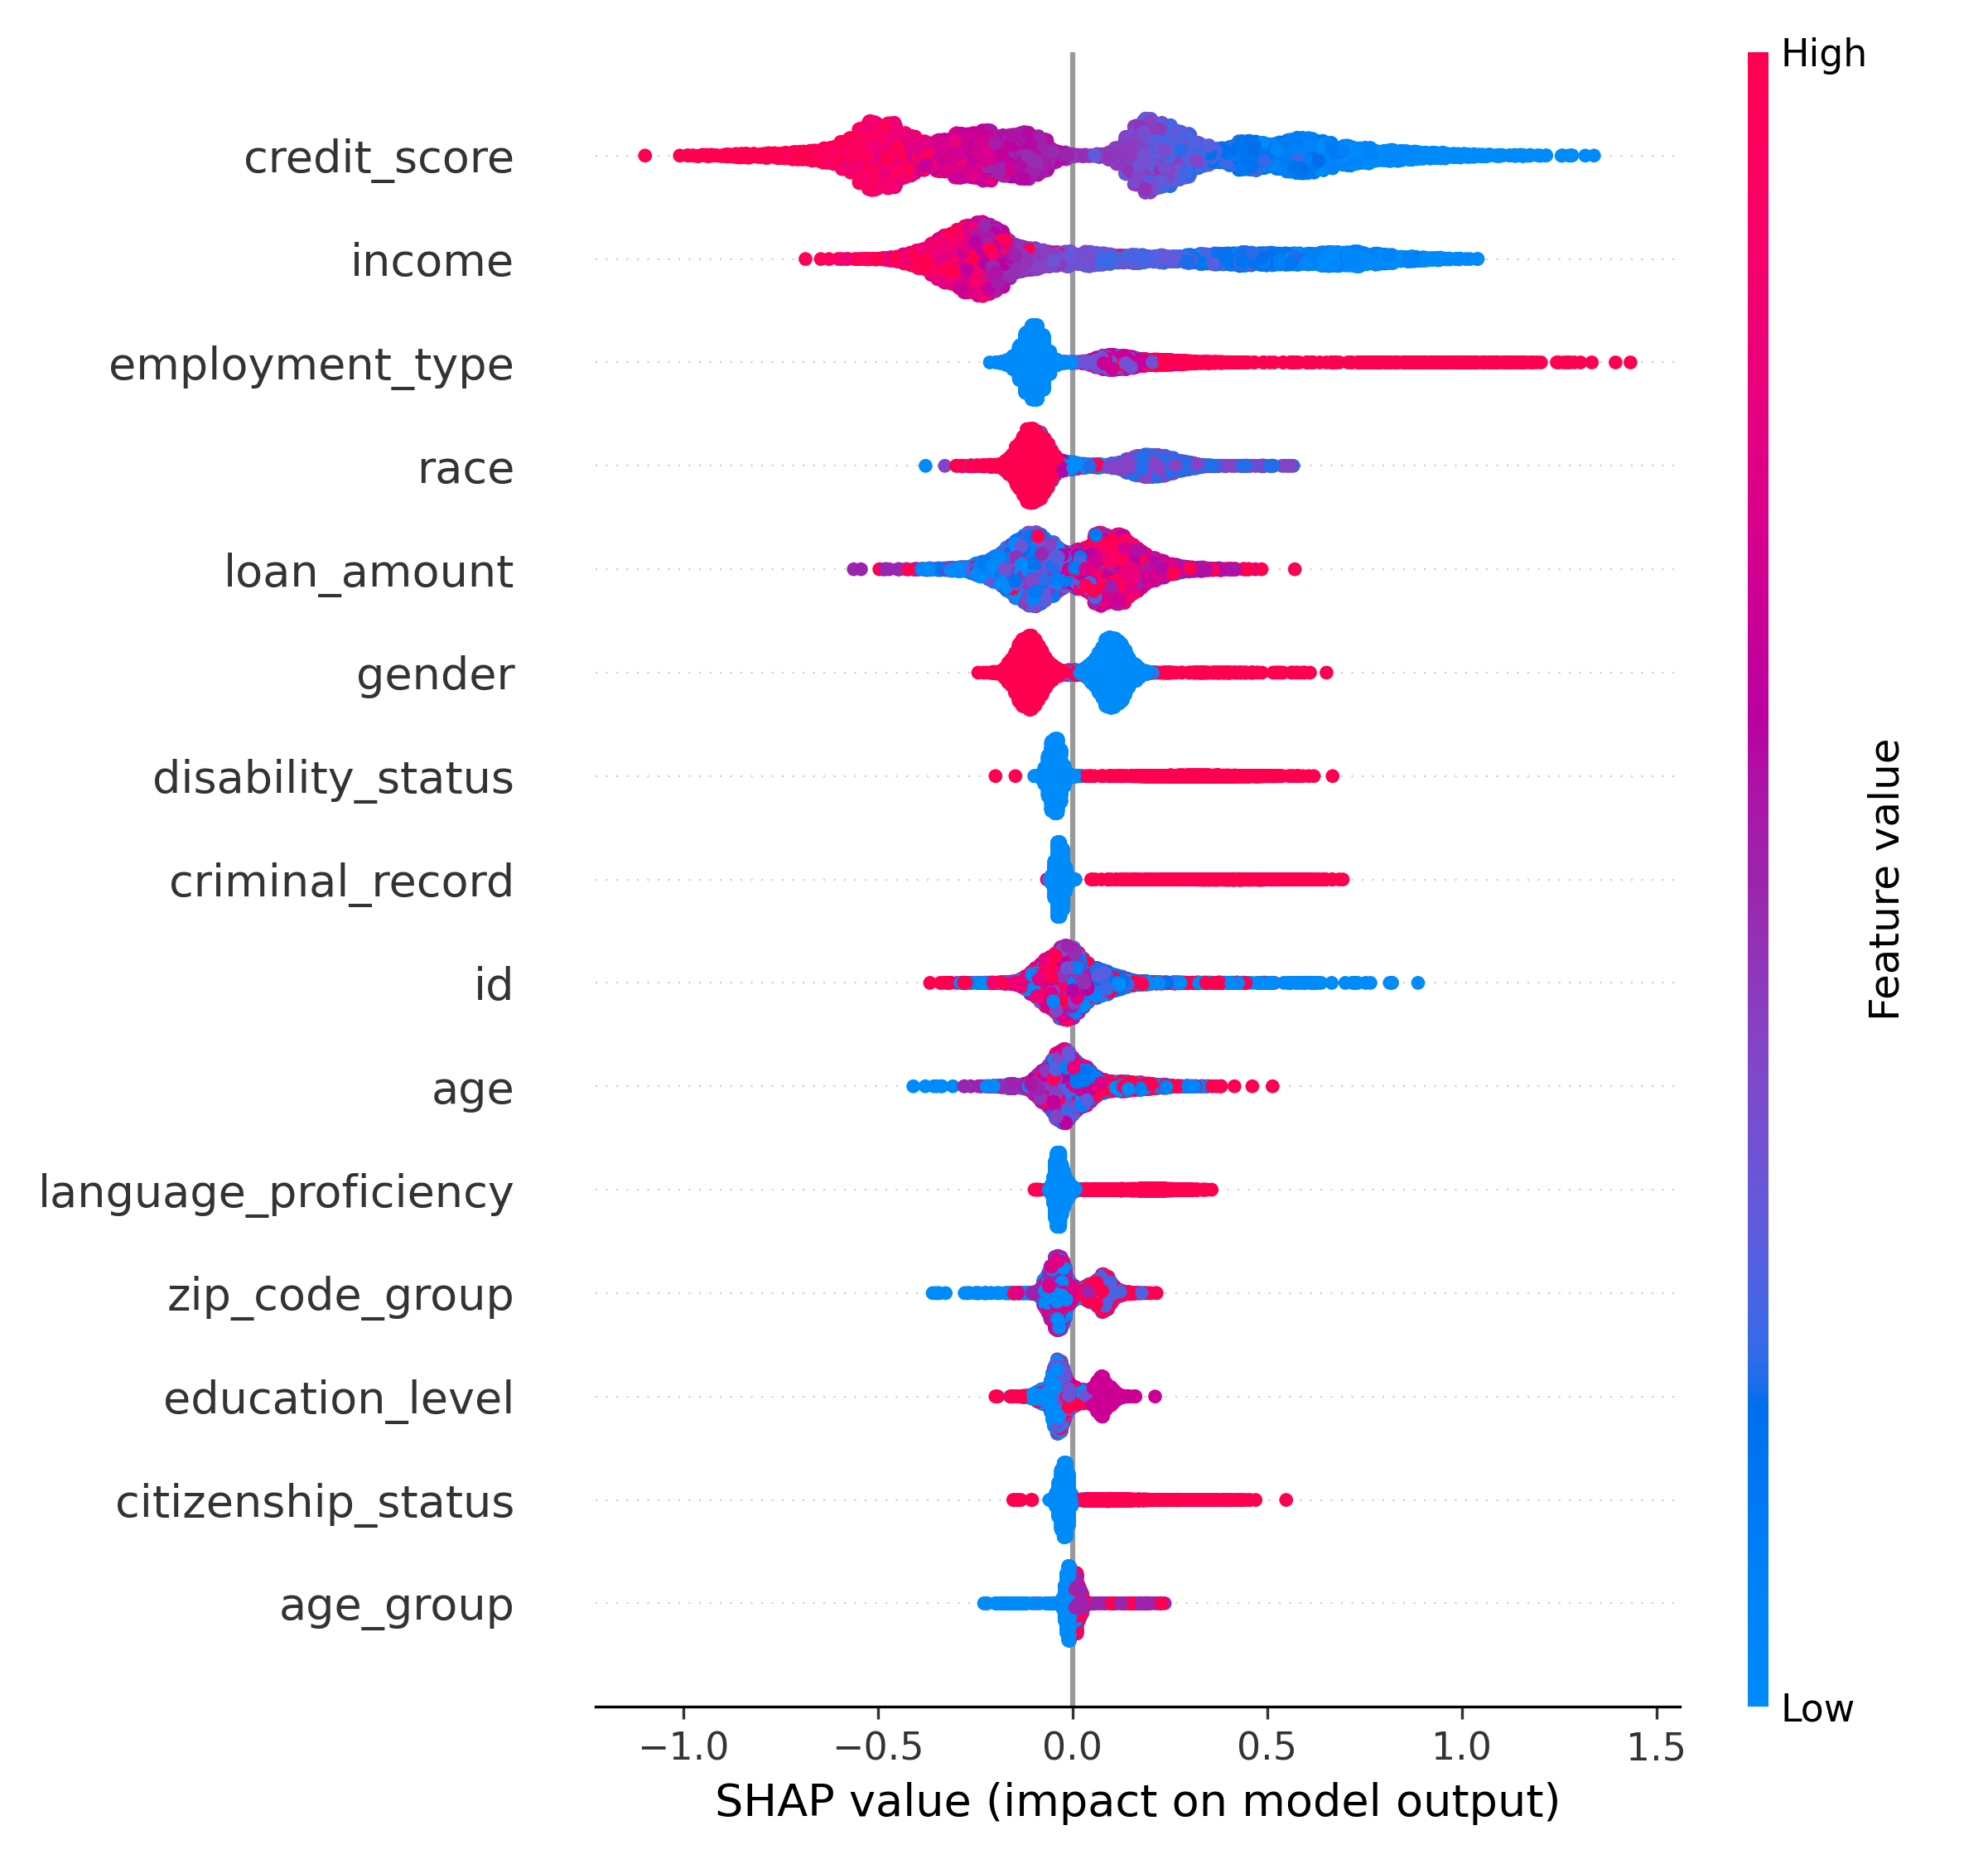 High
credit_score
income
employment_type
race
loan_amount
gender
disability_status
criminal_record
id
age
language_proficiency
zip_code_group
education_level
citizenship_status
age_group
Feature value
Low
−1.0 −0.5 0.0 0.5 1.0 1.5
SHAP value (impact on model output)